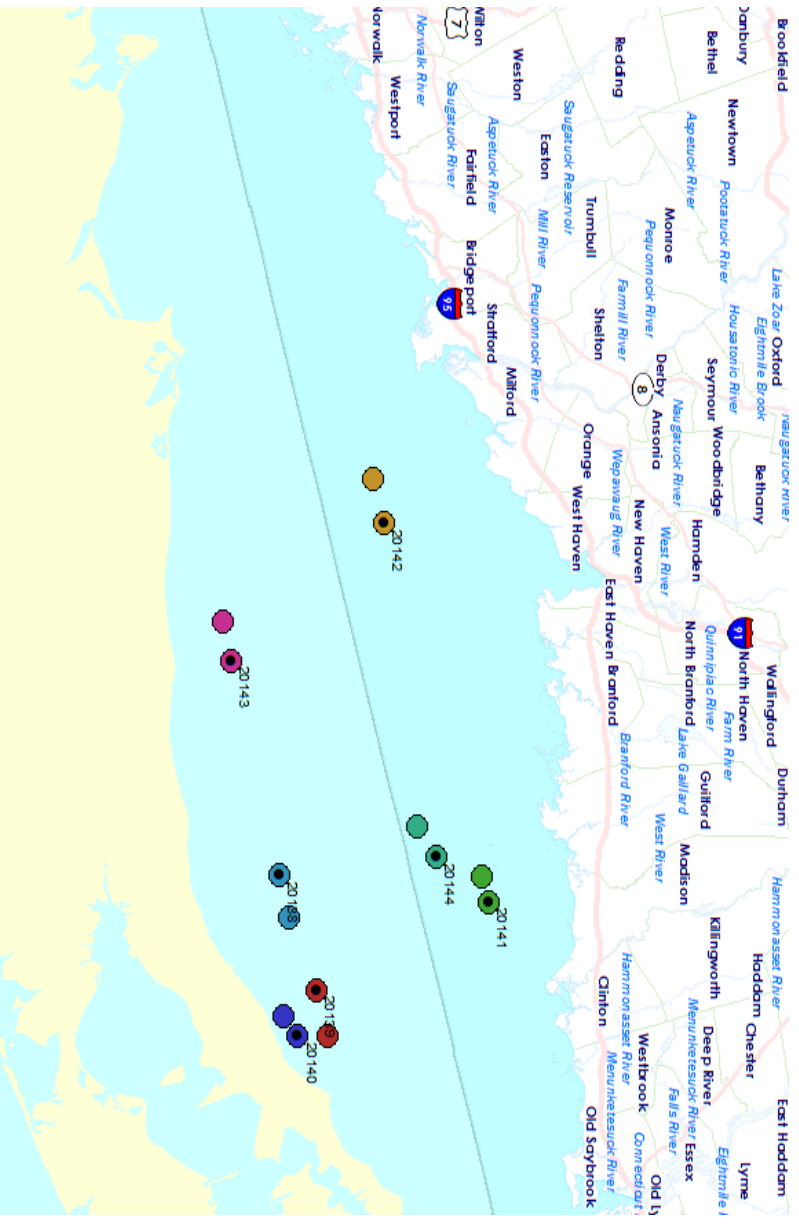 Brookfield
Lake Zoar
Oxford
Naugatuck River
Wallingford
Durham
Hammonasset River
East Haddam
Danbury
Newtown
Eightmile Brook
Bethany
North Haven
91
Haddam
Chester
Lyme
Bethel
Pootatuck River
Housatonic River
Seymour
Woodbridge
Farm River
Killingworth
Deep River
Eightmile
Aspetuck River
Hamden
North Branford
Quinnipiac River
Guilford
Madison
Menunketesuck River
Essex
Monroe
Pequonnock River
Derby
Naugatuck River
Ansonia
West River
Lake Gaillard
West River
Falls River
Old Ly
Redding
Farmill River
8
New Haven
Branford River
Hammonasset River
Westbrook
Connecticut
Saugatuck Reservoir
Trumbull
Shelton
Orange
Wepawaug River
East Haven
Branford
Clinton
Menunketesuck River
Old Saybrook
Weston
Easton
Mill River
Pequonnock River
West Haven
Wilton
Aspetuck River
Fairfield
Stratford
Milford
7
Saugatuck River
Bridgeport
95
Norwalk River
Westport
Norwalk
20141
20142
20144
20139
20140
20138
20143